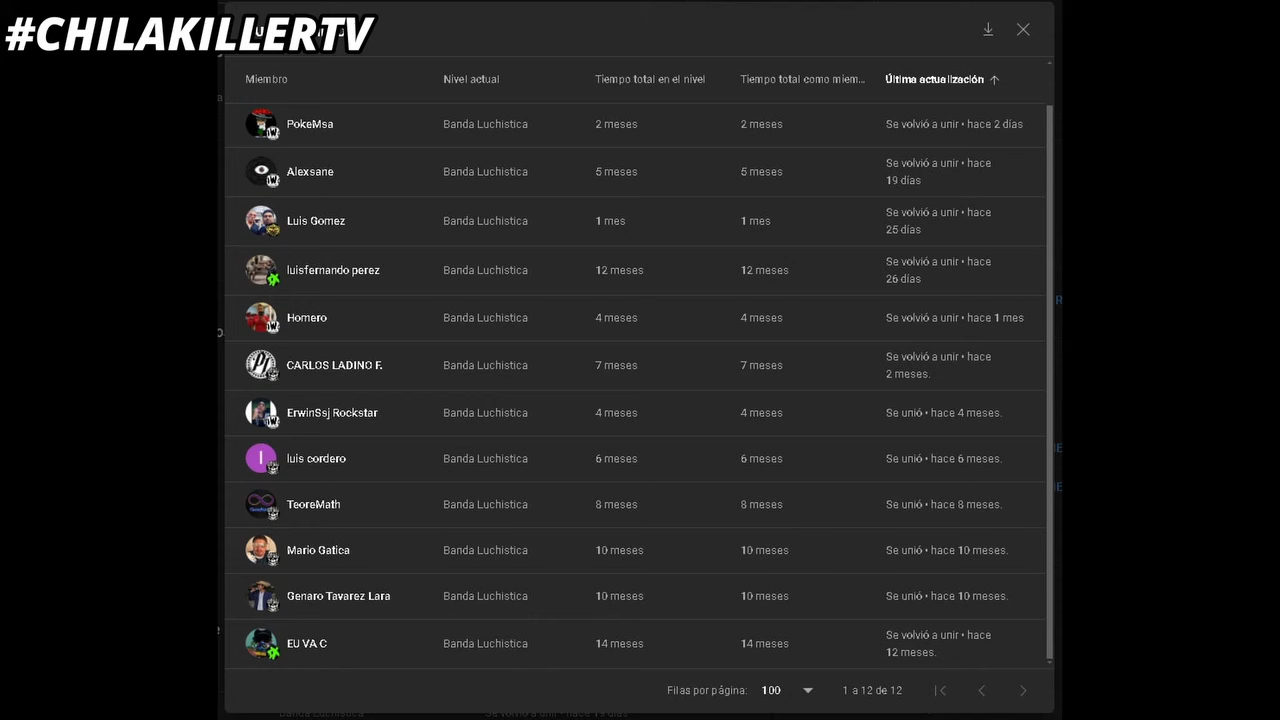 #CHILAKILLERTV
Miembro Nivel actual Tiempo total en el nivel Tiempo total como miem... Última actualización
PokeMsa Banda Luchistica 2 meses 2 meses Se volvió a unir • hace 2 días
Alexsane Banda Luchistica 5 meses 5 meses Se volvió a unir • hace
19 días
Luis Gomez Banda Luchistica 1 mes 1 mes Se volvió a unir • hace
25 días
luisfernando perez Banda Luchistica 12 meses 12 meses Se volvió a unir • hace
26 días
Homero Banda Luchistica 4 meses 4 meses Se volvió a unir • hace 1 mes
CARLOS LADINO F. Banda Luchistica 7 meses 7 meses Se volvió a unir • hace
2 meses.
ErwinSsj Rockstar Banda Luchistica 4 meses 4 meses Se unió • hace 4 meses.
luis cordero Banda Luchistica 6 meses 6 meses Se unió • hace 6 meses.
TeoreMath Banda Luchistica 8 meses 8 meses Se unió • hace 8 meses.
Mario Gatica Banda Luchistica 10 meses 10 meses Se unió • hace 10 meses.
Genaro Tavarez Lara Banda Luchistica 10 meses 10 meses Se unió • hace 10 meses.
EU VA C Banda Luchistica 14 meses 14 meses Se volvió a unir • hace
12 meses.
Filas por página: 100 1 a 12 de 12